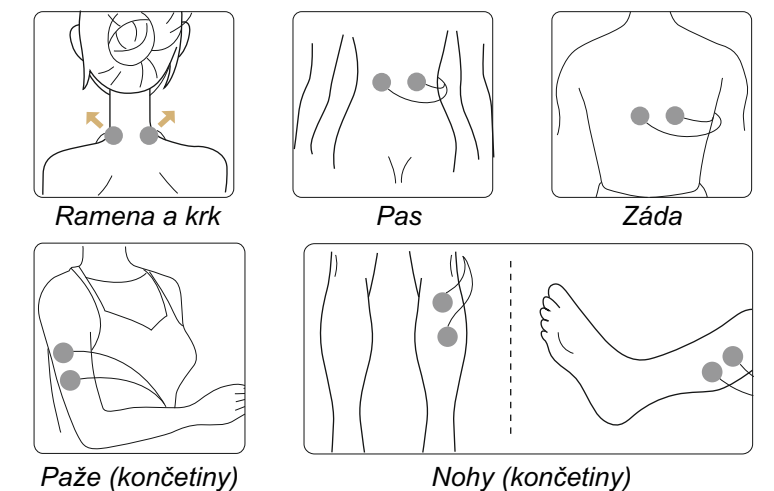 Ramena a krk
Pas
Záda
Paže (končetiny)
Nohy (končetiny)